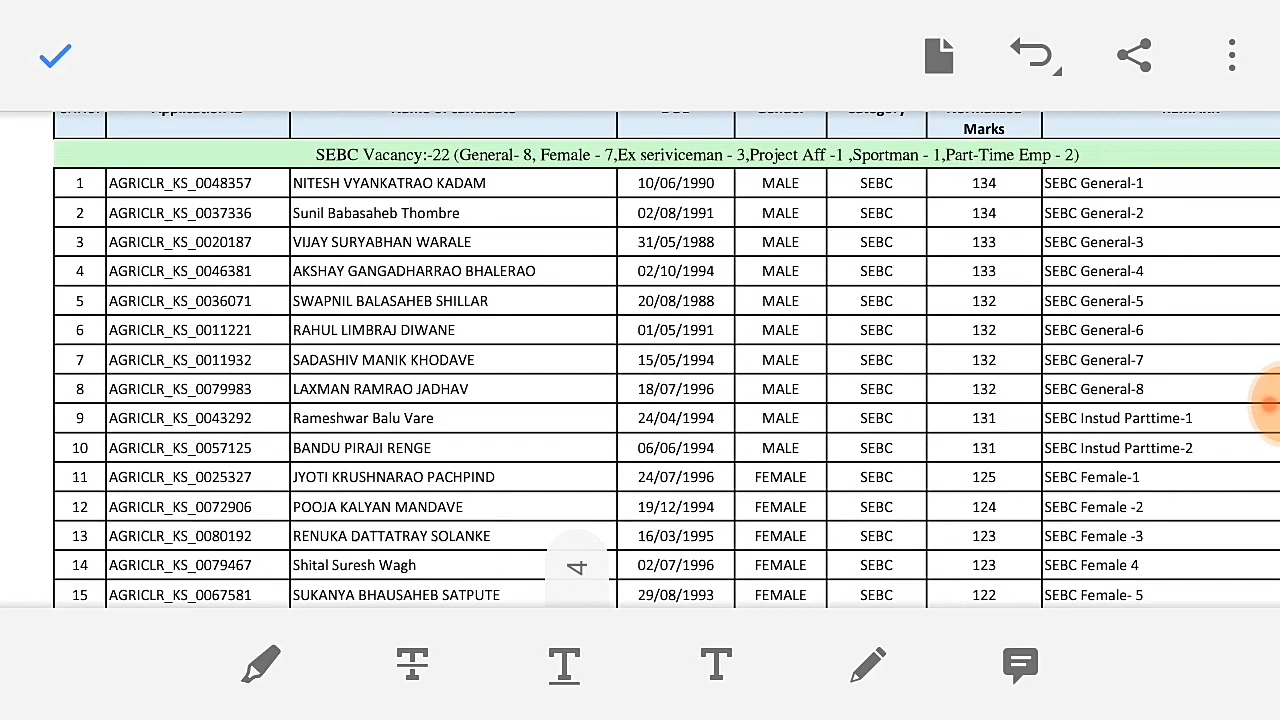 Marks
SEBC Vacancy:-22 (General- 8, Female - 7,Ex seriviceman - 3,Project Aff -1 ,Sportman - 1,Part-Time Emp - 2)
1 AGRICLR_KS_0048357 NITESH VYANKATRAO KADAM 10/06/1990 MALE SEBC 134 SEBC General-1
2 AGRICLR_KS_0037336 Sunil Babasaheb Thombre 02/08/1991 MALE SEBC 134 SEBC General-2
3 AGRICLR_KS_0020187 VIJAY SURYABHAN WARALE 31/05/1988 MALE SEBC 133 SEBC General-3
4 AGRICLR_KS_0046381 AKSHAY GANGADHARRAO BHALERAO 02/10/1994 MALE SEBC 133 SEBC General-4
5 AGRICLR_KS_0036071 SWAPNIL BALASAHEB SHILLAR 20/08/1988 MALE SEBC 132 SEBC General-5
6 AGRICLR_KS_0011221 RAHUL LIMBRAJ DIWANE 01/05/1991 MALE SEBC 132 SEBC General-6
7 AGRICLR_KS_0011932 SADASHIV MANIK KHODAVE 15/05/1994 MALE SEBC 132 SEBC General-7
8 AGRICLR_KS_0079983 LAXMAN RAMRAO JADHAV 18/07/1996 MALE SEBC 132 SEBC General-8
9 AGRICLR_KS_0043292 Rameshwar Balu Vare 24/04/1994 MALE SEBC 131 SEBC Instud Parttime-1
10 AGRICLR_KS_0057125 BANDU PIRAJI RENGE 06/06/1994 MALE SEBC 131 SEBC Instud Parttime-2
11 AGRICLR_KS_0025327 JYOTI KRUSHNARAO PACHPIND 24/07/1996 FEMALE SEBC 125 SEBC Female-1
12 AGRICLR_KS_0072906 POOJA KALYAN MANDAVE 19/12/1994 FEMALE SEBC 124 SEBC Female -2
13 AGRICLR_KS_0080192 RENUKA DATTATRAY SOLANKE 16/03/1995 FEMALE SEBC 123 SEBC Female -3
14 AGRICLR_KS_0079467 Shital Suresh Wagh 02/07/1996 FEMALE SEBC 123 SEBC Female 4
15 AGRICLR_KS_0067581 SUKANYA BHAUSAHEB SATPUTE 29/08/1993 FEMALE SEBC 122 SEBC Female- 5
4